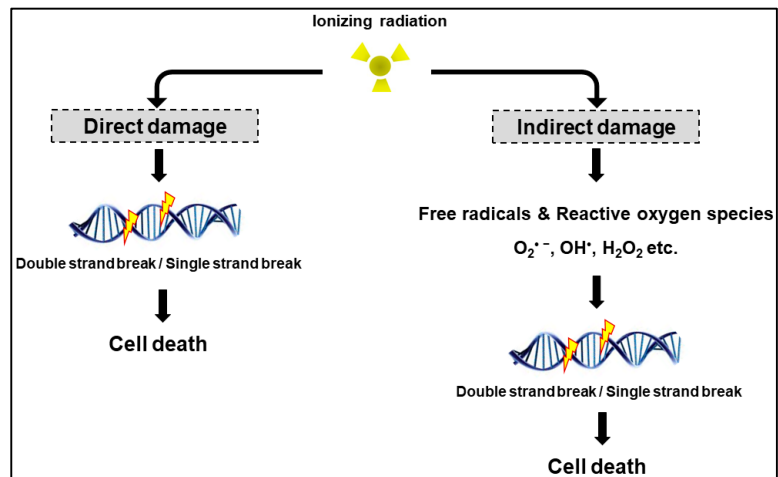 Ionizing radiation
Direct damage
Double strand break / Single strand break
Cell death
Indirect damage
Free radicals & Reactive oxygen species
O₂•⁻, OH•, H₂O₂ etc.
Double strand break / Single strand break
Cell death